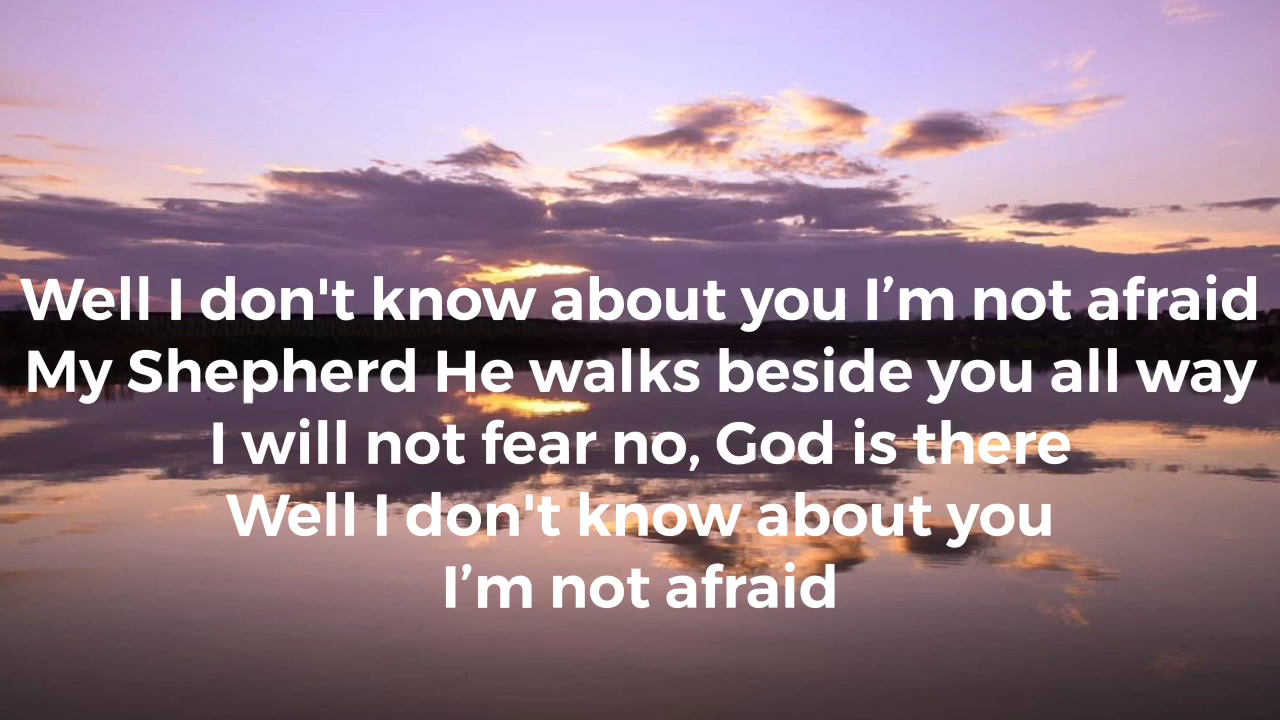 Well I don't know about you I’m not afraid
My Shepherd He walks beside you all way
I will not fear no, God is there
Well I don't know about you
I’m not afraid